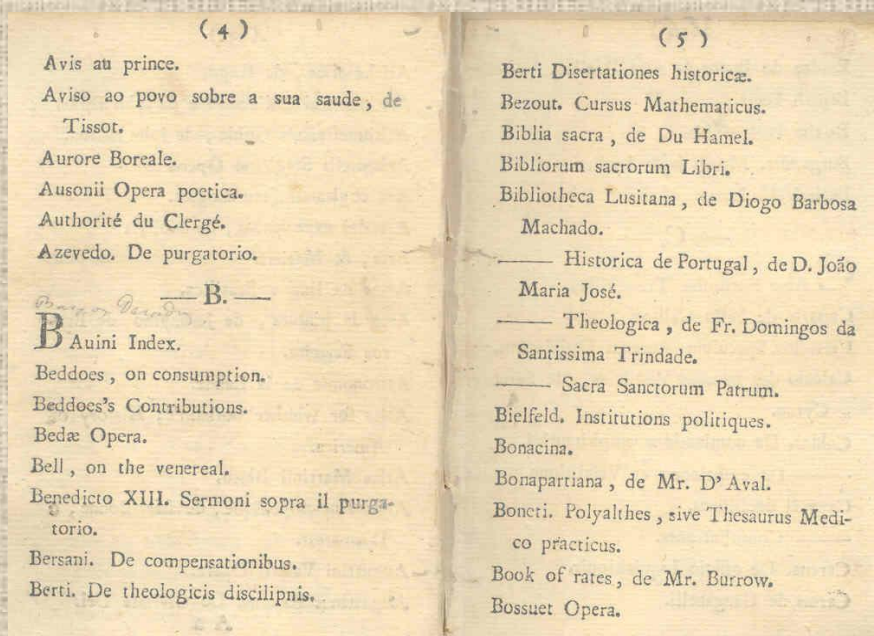 ( 4 )
Avis au prince.
Aviso ao povo sobre a sua saude, de
Tissot.
Aurore Boreale.
Ausonii Opera poetica.
Authorité du Clergé.
Azevedo. De purgatorio.
— B. —
BAuini Index.
Beddoes, on consumption.
Beddoes's Contributions.
Bedæ Opera.
Bell, on the venereal.
Benedicto XIII. Sermoni sopra il purga-
torio.
Bersani. De compensationibus.
Berti. De theologicis discilipnis.
( 5 )
Berti Disertationes historicæ.
Bezout. Cursus Mathematicus.
Biblia sacra, de Du Hamel.
Bibliorum sacrorum Libri.
Bibliotheca Lusitana, de Diogo Barbosa
Machado.
—— Historica de Portugal, de D. João
Maria José.
—— Theologica, de Fr. Domingos da
Santissima Trindade.
—— Sacra Sanctorum Patrum.
Bielfeld. Institutions politiques.
Bonacina.
Bonapartiana, de Mr. D'Aval.
Boneti. Polyalthes, sive Thesaurus Medi-
co practicus.
Book of rates, de Mr. Burrow.
Bossuet Opera.